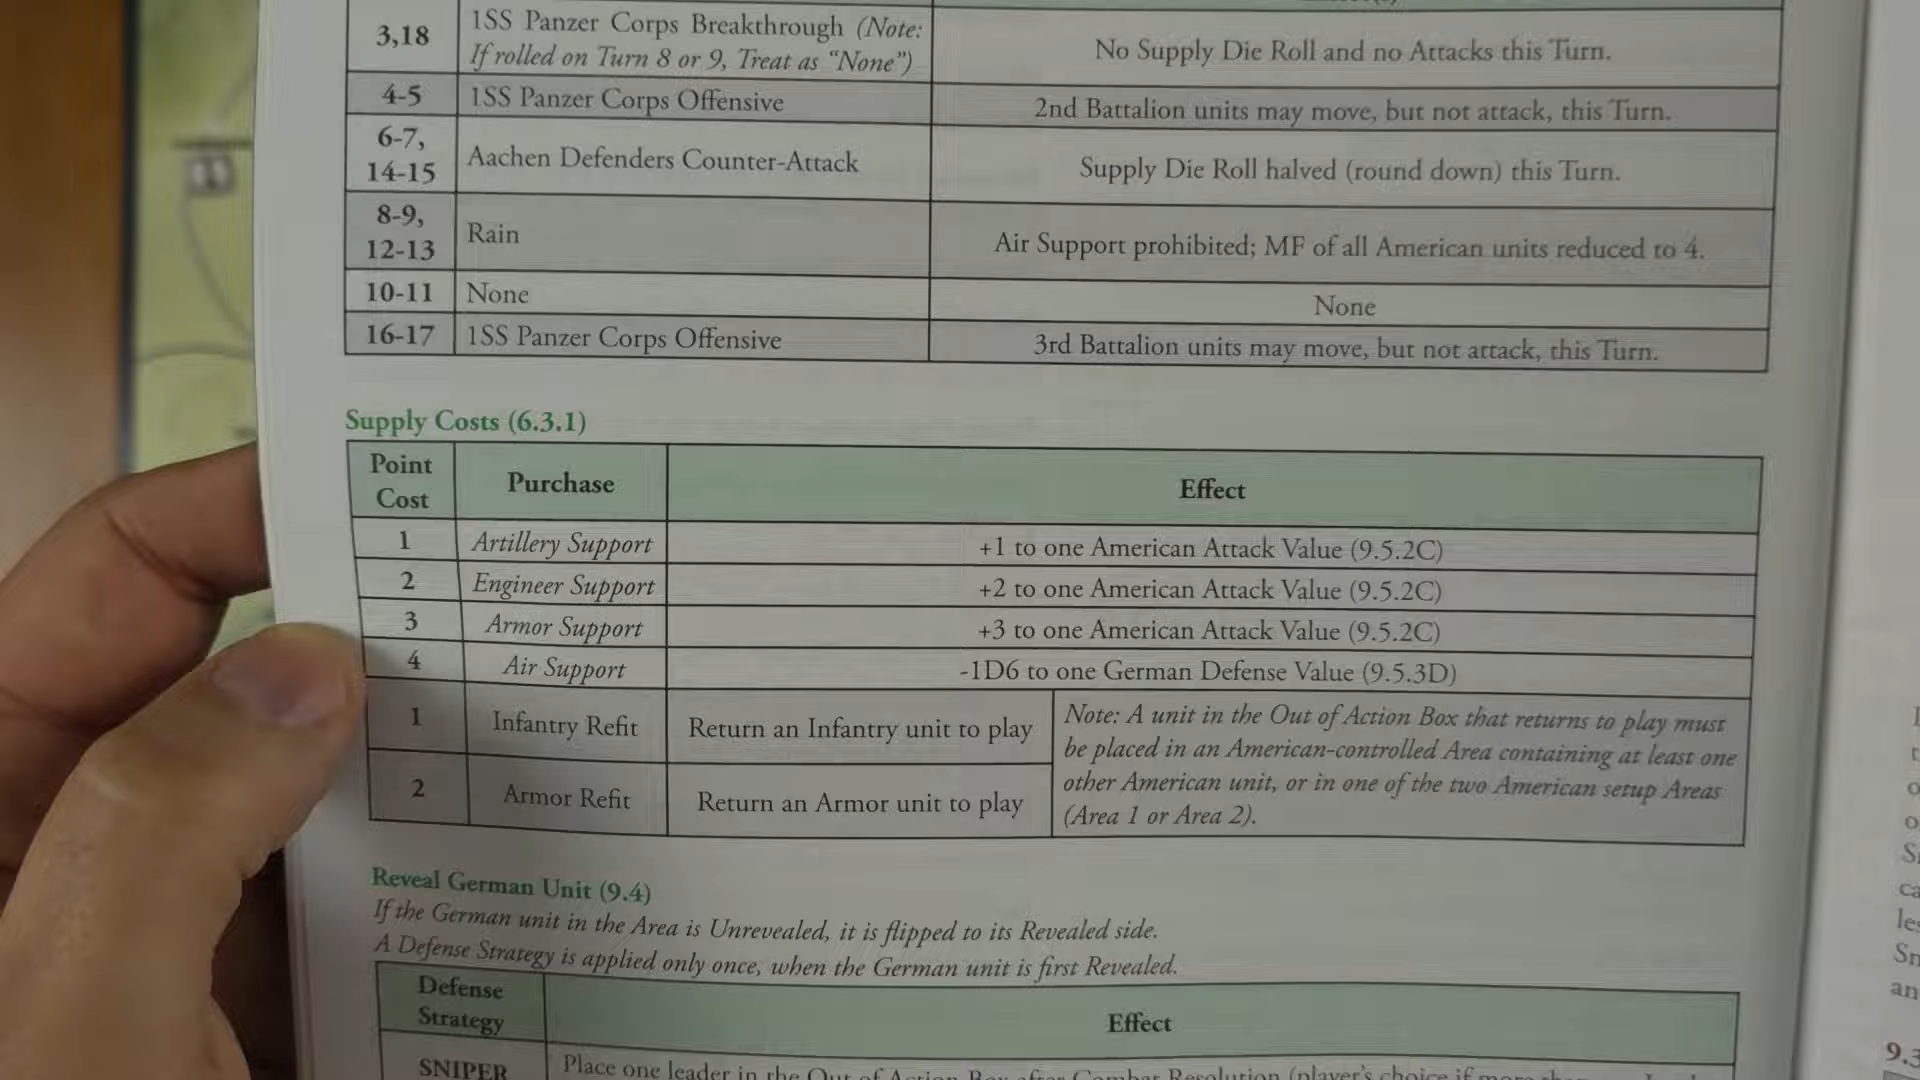 3,18
1SS Panzer Corps Breakthrough (Note:
If rolled on Turn 8 or 9, Treat as “None”)
No Supply Die Roll and no Attacks this Turn.
4-5
1SS Panzer Corps Offensive
2nd Battalion units may move, but not attack, this Turn.
6-7,
14-15
Aachen Defenders Counter-Attack
Supply Die Roll halved (round down) this Turn.
8-9,
12-13
Rain
Air Support prohibited; MF of all American units reduced to 4.
10-11
None
None
16-17
1SS Panzer Corps Offensive
3rd Battalion units may move, but not attack, this Turn.
Supply Costs (6.3.1)
Point
Cost
Purchase
Effect
1
Artillery Support
+1 to one American Attack Value (9.5.2C)
2
Engineer Support
+2 to one American Attack Value (9.5.2C)
3
Armor Support
+3 to one American Attack Value (9.5.2C)
4
Air Support
-1D6 to one German Defense Value (9.5.3D)
1
Infantry Refit
Return an Infantry unit to play
2
Armor Refit
Return an Armor unit to play
Note: A unit in the Out of Action Box that returns to play must
be placed in an American-controlled Area containing at least one
other American unit, or in one of the two American setup Areas
(Area 1 or Area 2).
Reveal German Unit (9.4)
If the German unit in the Area is Unrevealed, it is flipped to its Revealed side.
A Defense Strategy is applied only once, when the German unit is first Revealed.
Defense
Strategy
Effect
SNIPER
Place one leader in the Out of Action Box after Combat Resolution (player's choice if more